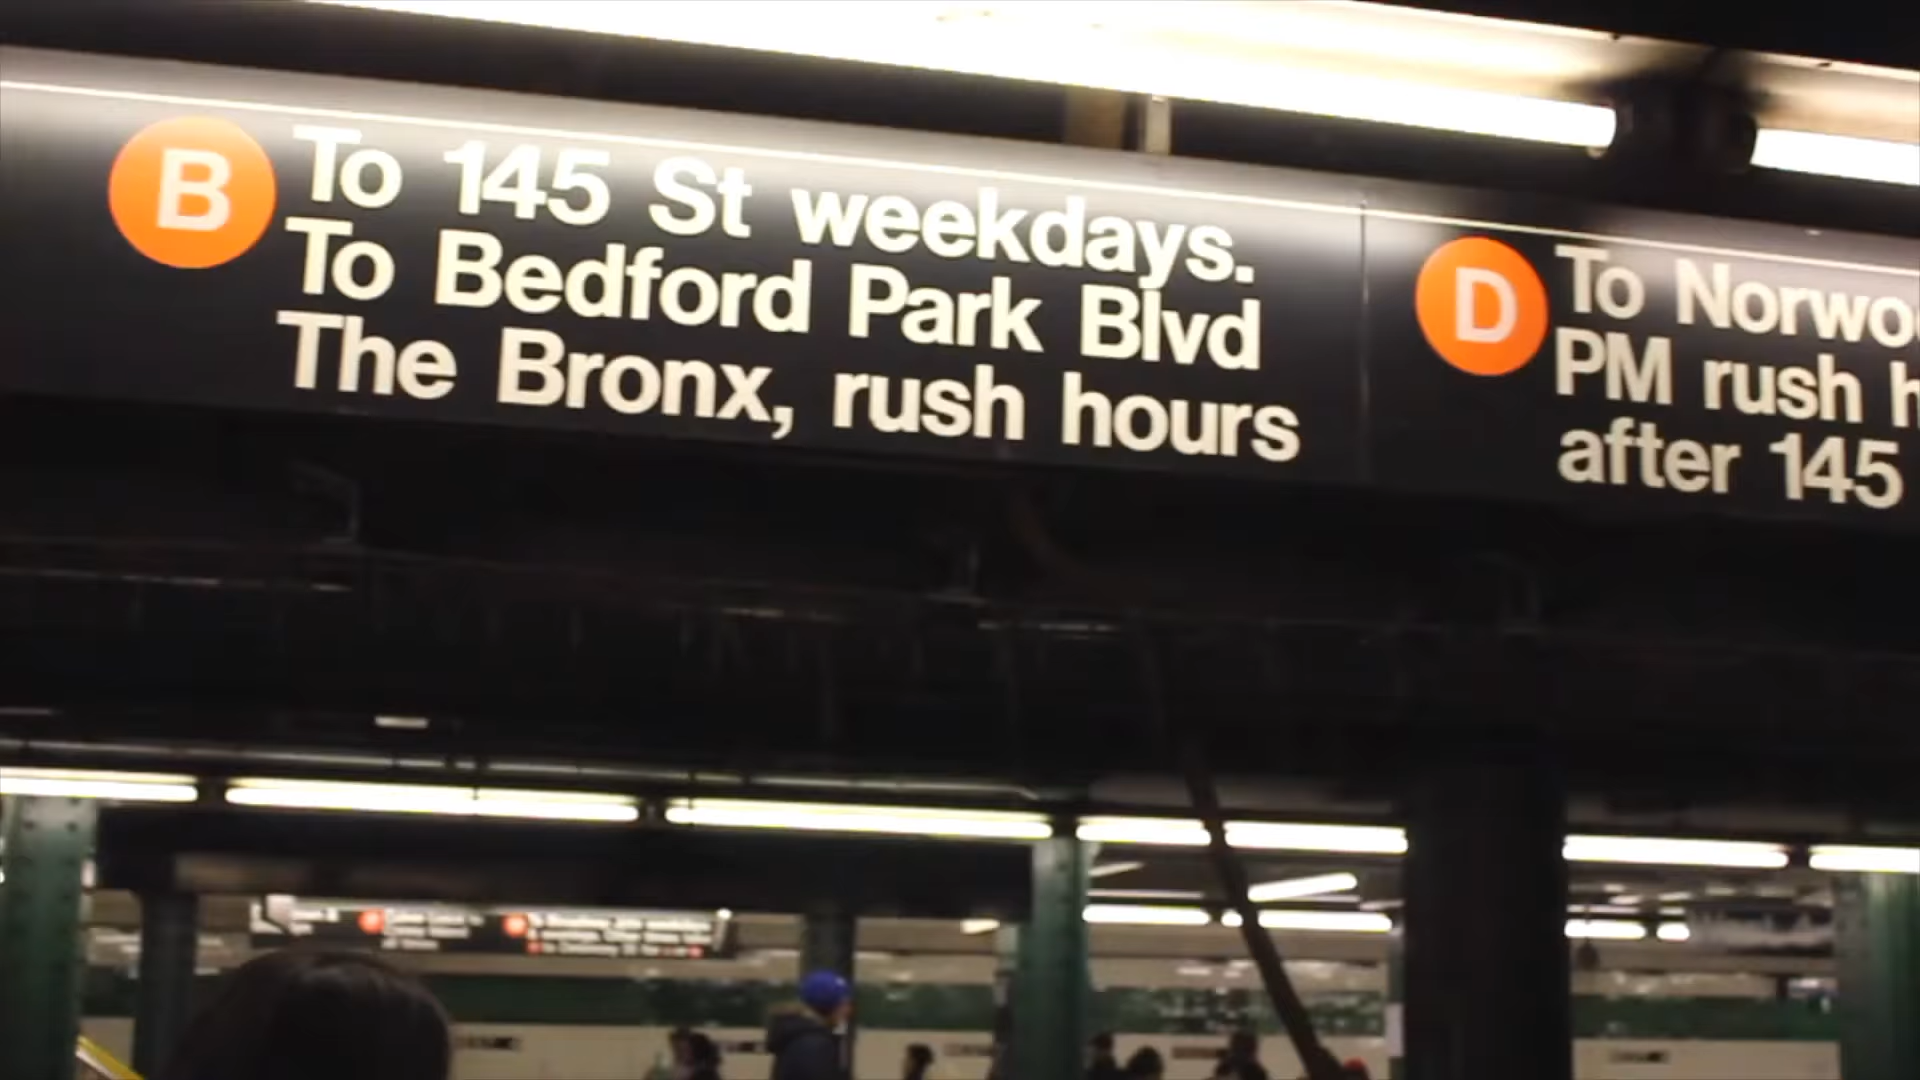 B
To 145 St weekdays.
To Bedford Park Blvd
The Bronx, rush hours
D
To Norwo
PM rush h
after 145